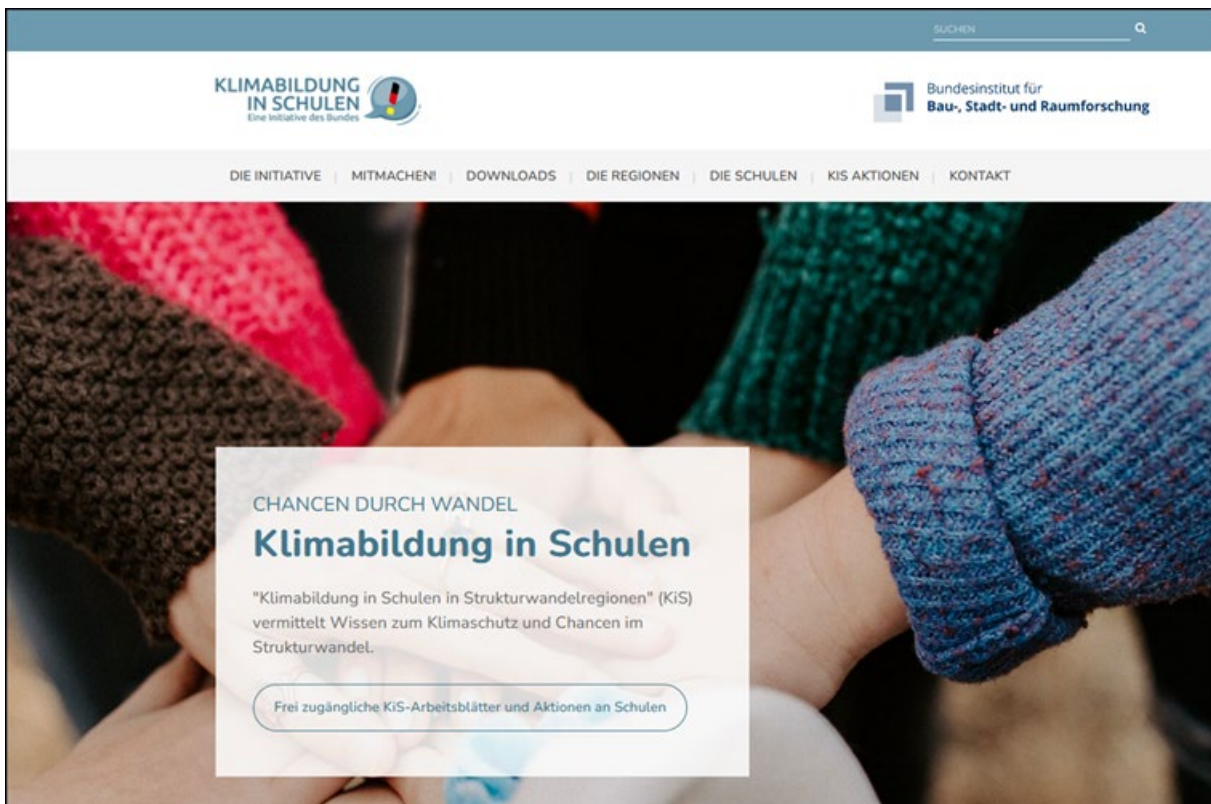 SUCHEN
KLIMABILDUNG
IN SCHULEN
Eine Initiative des Bundes
Bundesinstitut für
Bau-, Stadt- und Raumforschung
DIE INITIATIVE | MITMACHEN! | DOWNLOADS | DIE REGIONEN | DIE SCHULEN | KIS AKTIONEN | KONTAKT
CHANCEN DURCH WANDEL
Klimabildung in Schulen
"Klimabildung in Schulen in Strukturwandelregionen" (KiS)
vermittelt Wissen zum Klimaschutz und Chancen im
Strukturwandel.
Frei zugängliche KiS-Arbeitsblätter und Aktionen an Schulen